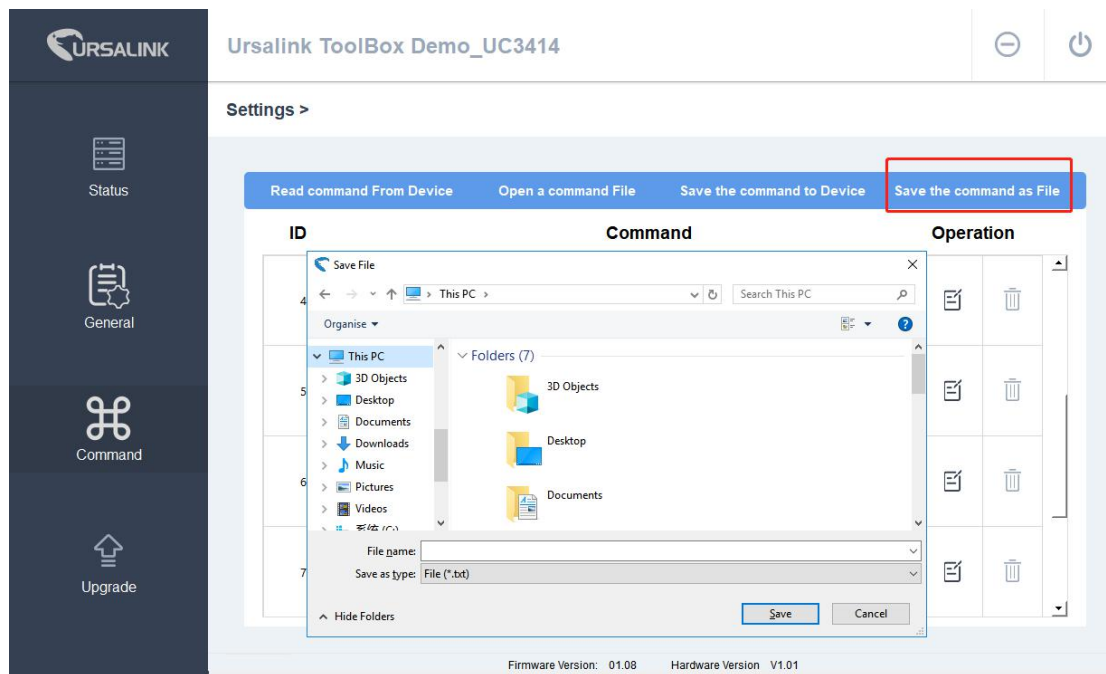 URSALINK
Ursalink ToolBox Demo_UC3414
Settings >
Status
General
Command
Upgrade
Read command From Device
Open a command File
Save the command to Device
Save the command as File
ID
Command
Operation
4
5
6
7
Save File
This PC
Search This PC
Organise
This PC
3D Objects
Desktop
Documents
Downloads
Music
Pictures
Videos
Folders (7)
3D Objects
Desktop
Documents
File name:
Save as type: File (*.txt)
Hide Folders
Save
Cancel
Firmware Version: 01.08
Hardware Version V1.01